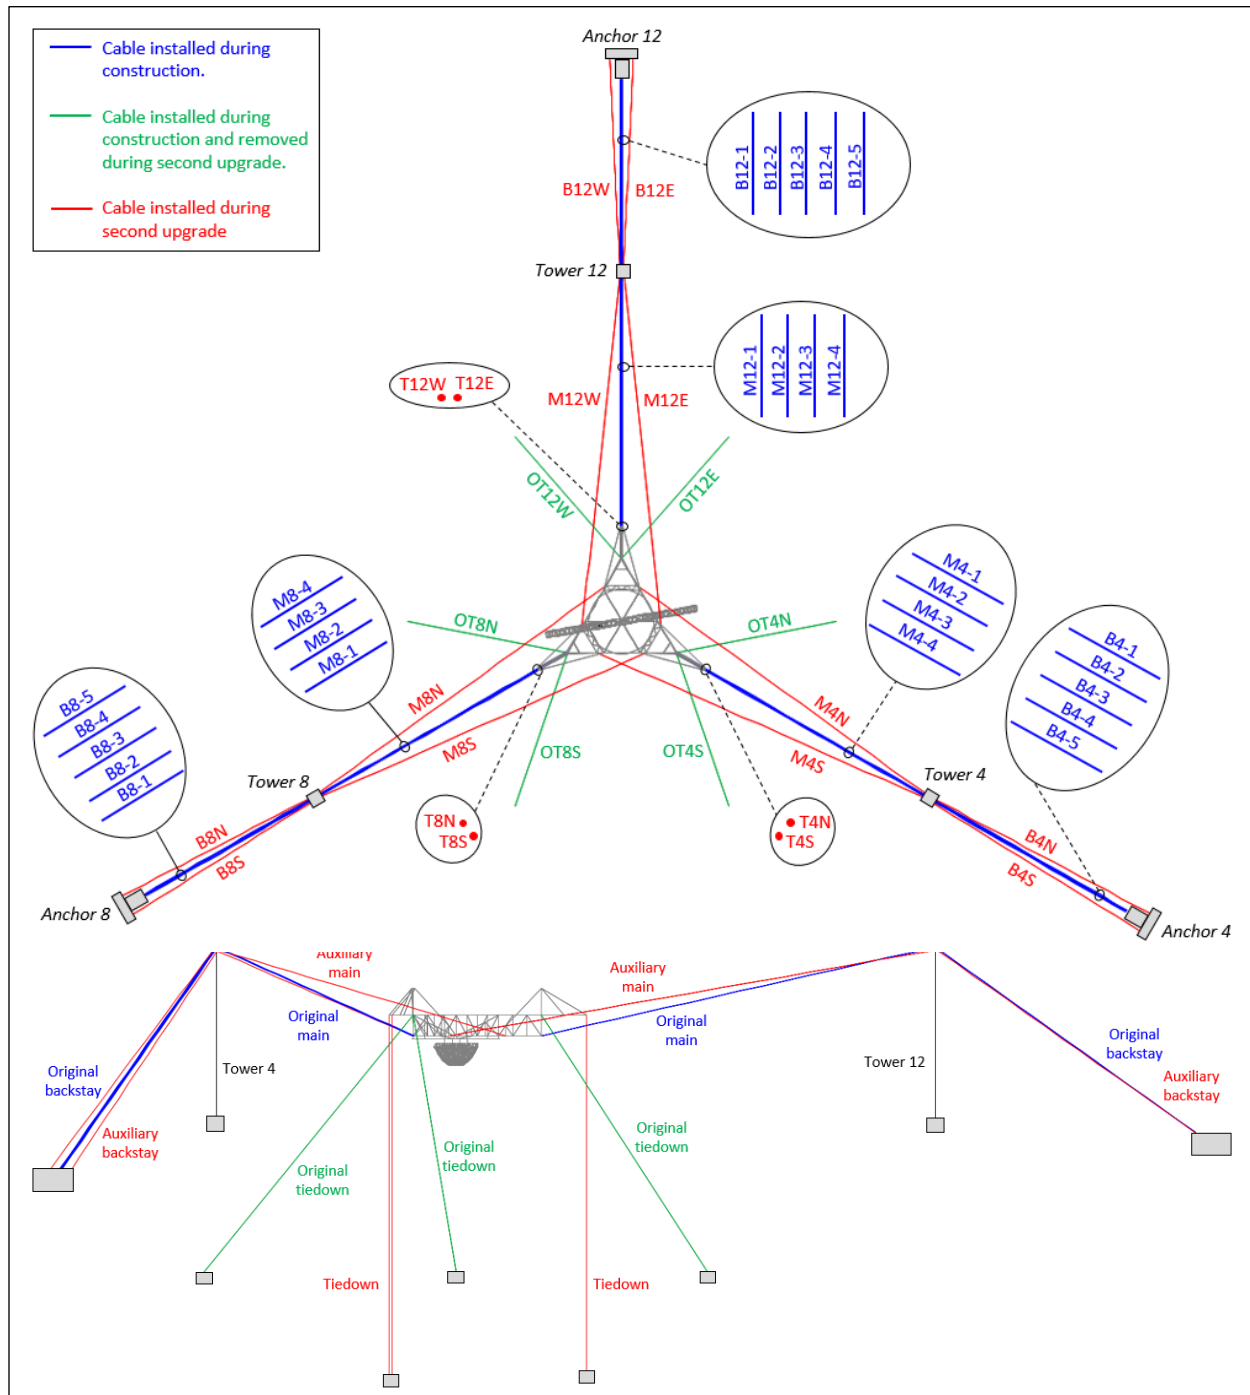 Cable installed during
construction.
Cable installed during
construction and removed
during second upgrade.
Cable installed during
second upgrade
Anchor 12
B12-1
B12-2
B12-3
B12-4
B12-5
B12W
B12E
Tower 12
M12-1
M12-2
M12-3
M12-4
T12W T12E
M12W
M12E
OT12W
OT12E
M8-4
M8-3
M8-2
M8-1
M4-1
M4-2
M4-3
M4-4
OT8N
OT4N
B8-5
B8-4
B8-3
B8-2
B8-1
B4-1
B4-2
B4-3
B4-4
B4-5
M8N
M8S
M4N
M4S
OT8S
OT4S
Tower 8
Tower 4
T8N
T8S
T4N
T4S
B8N
B8S
B4N
B4S
Anchor 8
Anchor 4
Auxiliary
main
Auxiliary
main
Original
main
Original
main
Original
backstay
Tower 4
Tower 12
Original
backstay
Auxiliary
backstay
Auxiliary
backstay
Original
tiedown
Original
tiedown
Original
tiedown
Tiedown
Tiedown